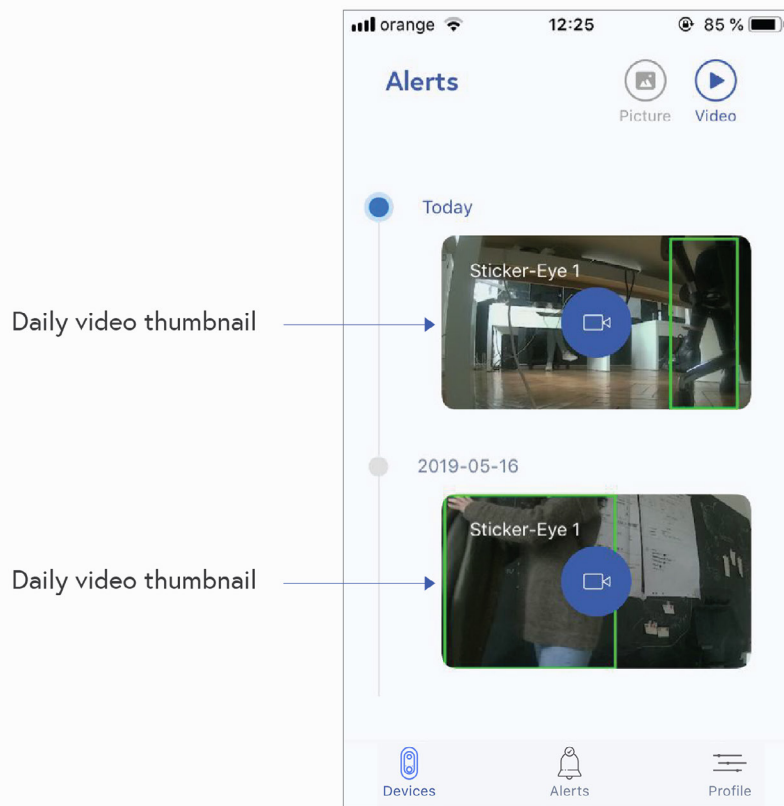 orange 12:25 85 %
Alerts
Picture Video
Today
Sticker-Eye 1
Daily video thumbnail
2019-05-16
Sticker-Eye 1
Daily video thumbnail
Devices Alerts Profile